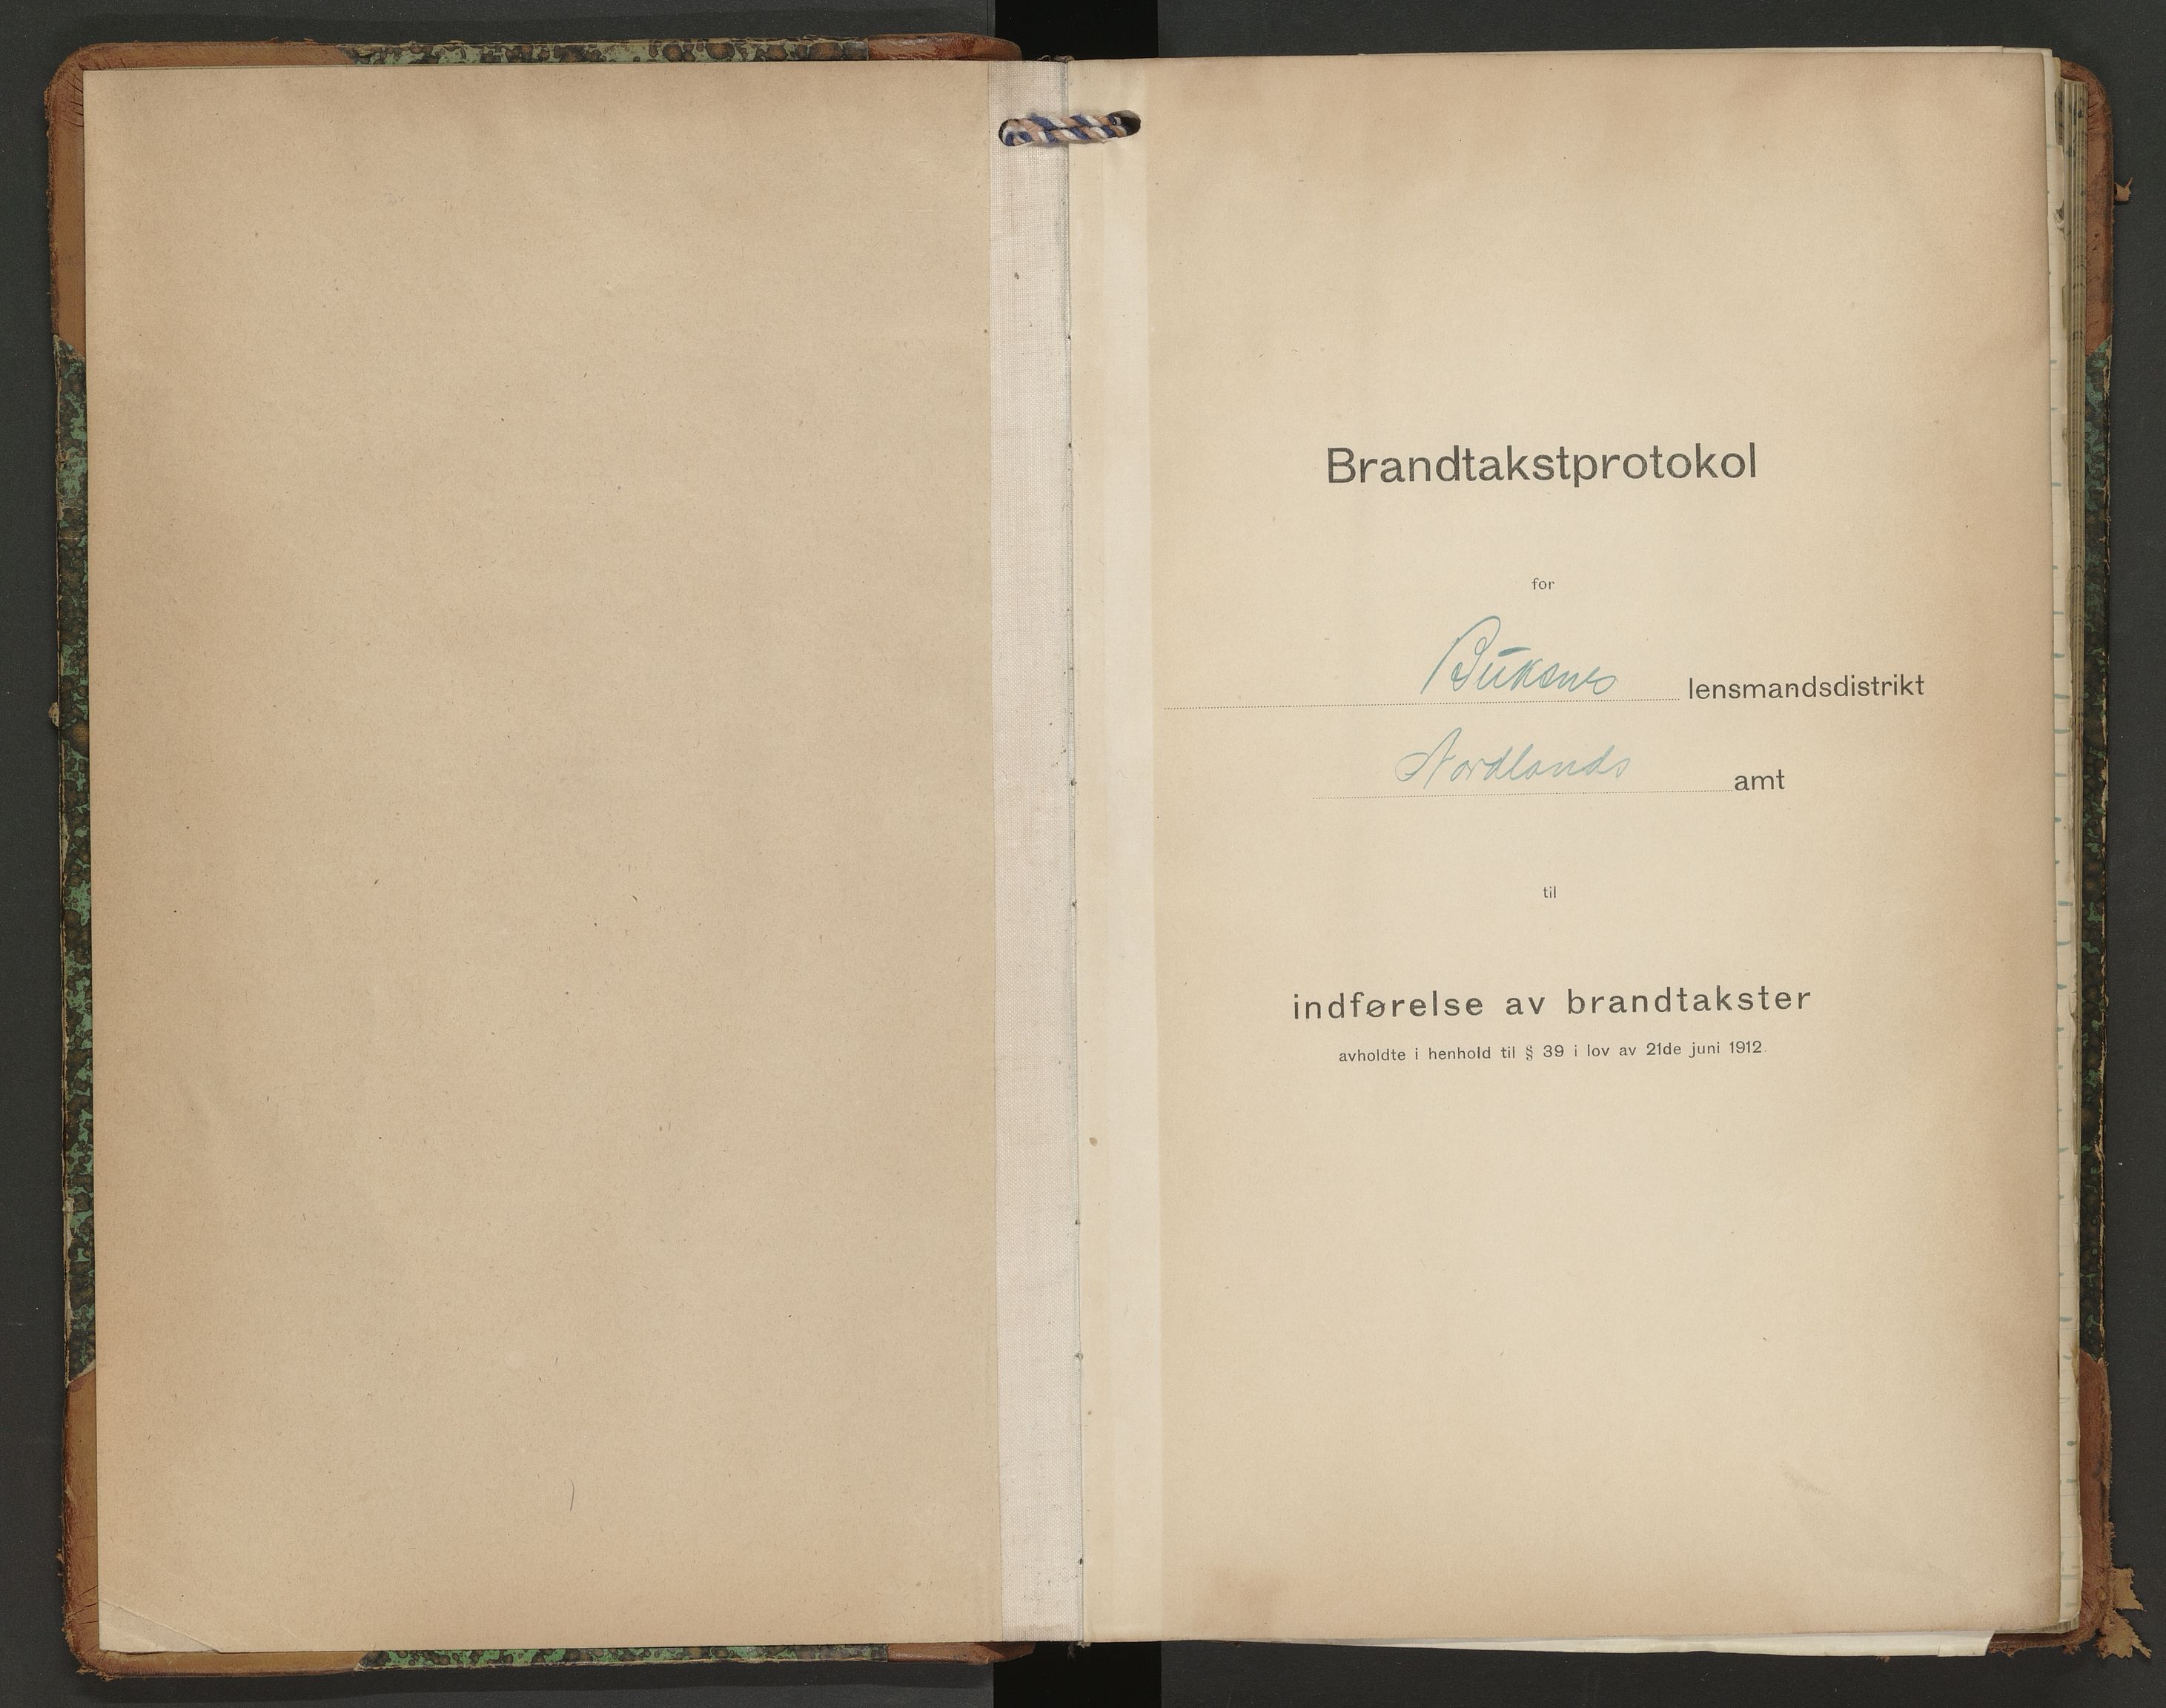 Brandtakstprotokol
for
Buksnes lensmandsdistrikt
Nordlands amt
til
indførelse av brandtakster
avholdte i henhold til § 39 i lov av 21de juni 1912.